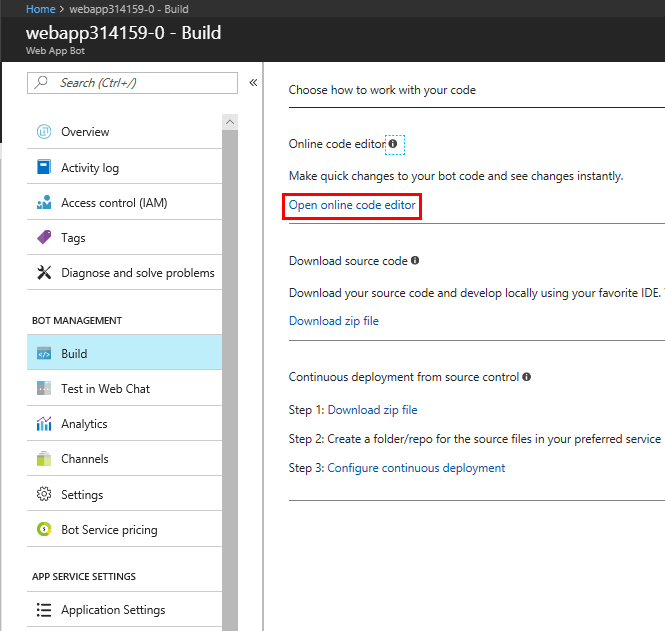 Home > webapp314159-0 - Build
webapp314159-0 - Build
Web App Bot
Search (Ctrl+/)
«
Overview
Activity log
Access control (IAM)
Tags
Diagnose and solve problems
BOT MANAGEMENT
Build
Test in Web Chat
Analytics
Channels
Settings
Bot Service pricing
APP SERVICE SETTINGS
Application Settings
Choose how to work with your code
Online code editor
Make quick changes to your bot code and see changes instantly.
Open online code editor
Download source code
Download your source code and develop locally using your favorite IDE.
Download zip file
Continuous deployment from source control
Step 1: Download zip file
Step 2: Create a folder/repo for the source files in your preferred service
Step 3: Configure continuous deployment